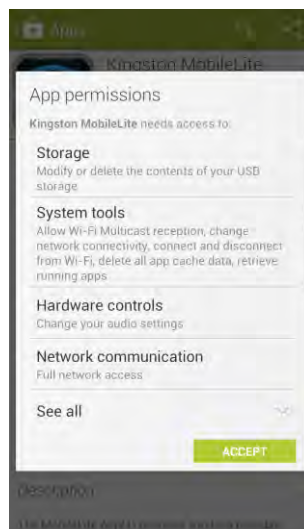 Apps
Kingston MobileLite
App permissions
Kingston MobileLite needs access to:
Storage
Modify or delete the contents of your USB
storage
System tools
Allow Wi-Fi Multicast reception, change
network connectivity, connect and disconnect
from Wi-Fi, delete all app cache data, retrieve
running apps
Hardware controls
Change your audio settings
Network communication
Full network access
See all
ACCEPT
Description